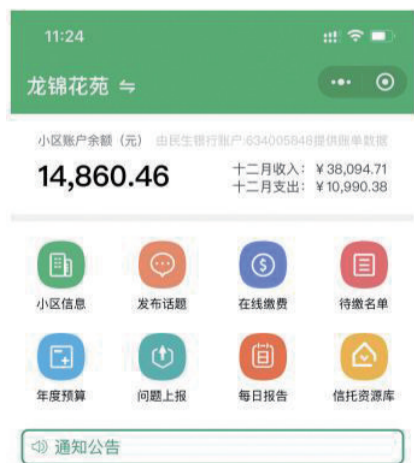 11:24
龙锦花苑
小区账户余额（元） 由民生银行账户:634005848提供账单数据
14,860.46
十二月收入：￥38,094.71
十二月支出：￥10,990.38
小区信息 发布话题 在线缴费 待缴名单
年度预算 问题上报 每日报告 信托资源库
通知公告